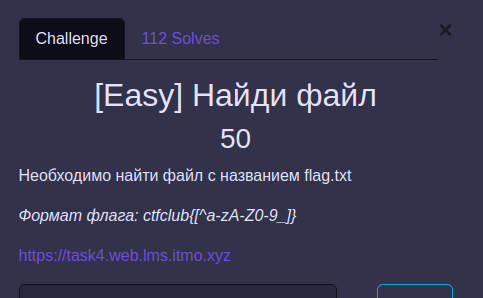 Challenge
112 Solves
×
[Easy] Найди файл
50
Необходимо найти файл с названием flag.txt
Формат флага: ctfclub{[^a-zA-Z0-9_]}
https://task4.web.lms.itmo.xyz